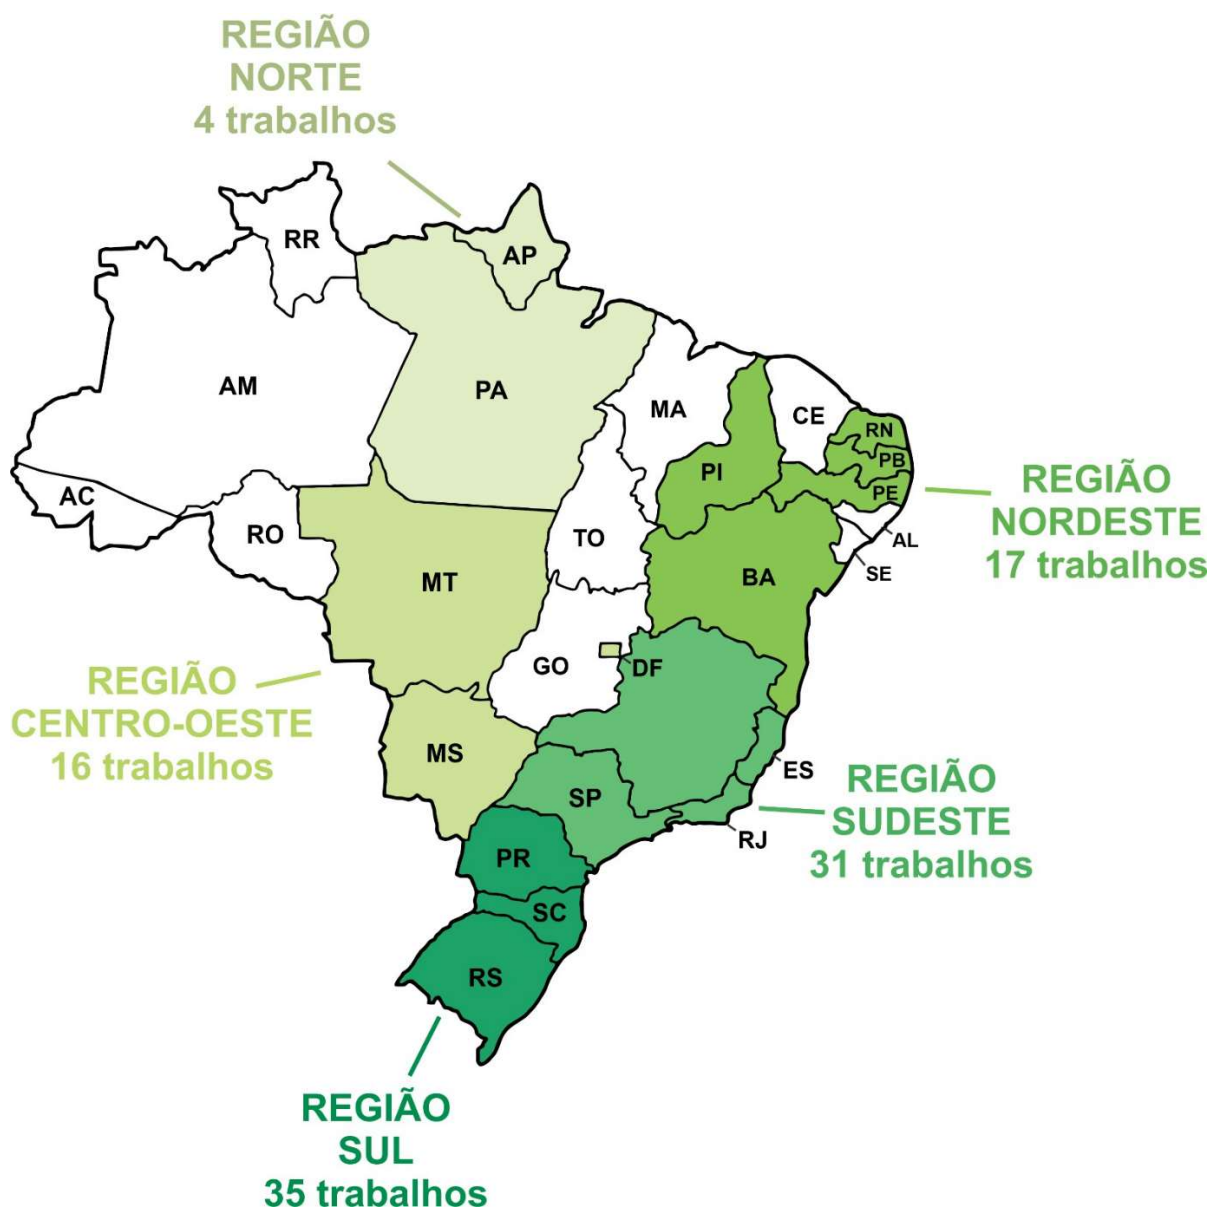 REGIÃO
NORTE
4 trabalhos
RR
AP
AM
PA
MA
CE
RN
PB
PE
PI
AC
RO
TO
AL
SE
BA
MT
REGIÃO
NORDESTE
17 trabalhos
GO
DF
REGIÃO
CENTRO-OESTE
16 trabalhos
MS
ES
SP
RJ
REGIÃO
SUDESTE
31 trabalhos
PR
SC
RS
REGIÃO
SUL
35 trabalhos